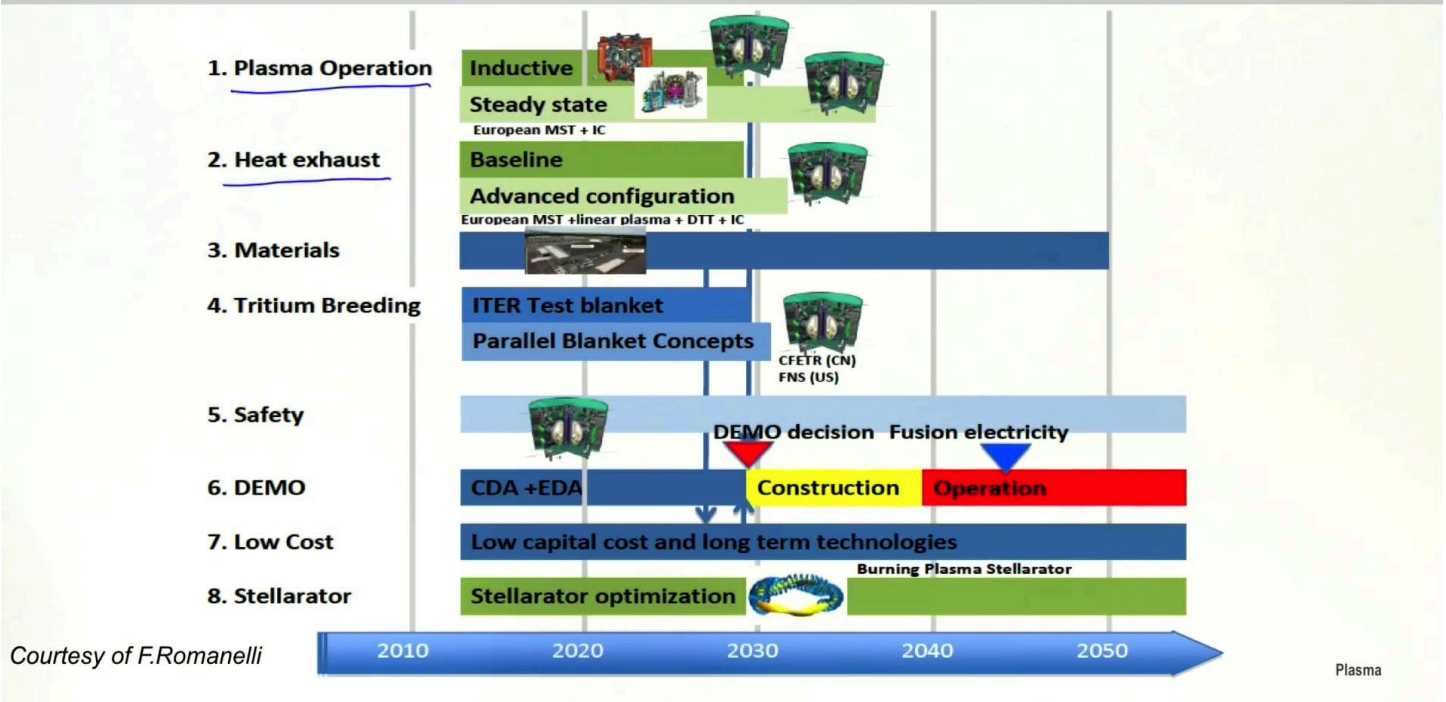 1. Plasma Operation
Inductive
Steady state
European MST + IC
2. Heat exhaust
Baseline
Advanced configuration
European MST +linear plasma + DTT + IC
3. Materials
4. Tritium Breeding
ITER Test blanket
Parallel Blanket Concepts
CFETR (CN)
FNS (US)
5. Safety
DEMO decision
Fusion electricity
6. DEMO
CDA +EDA
Construction
Operation
7. Low Cost
Low capital cost and long term technologies
Burning Plasma Stellarator
8. Stellarator
Stellarator optimization
Courtesy of F.Romanelli
2010 2020 2030 2040 2050
Plasma